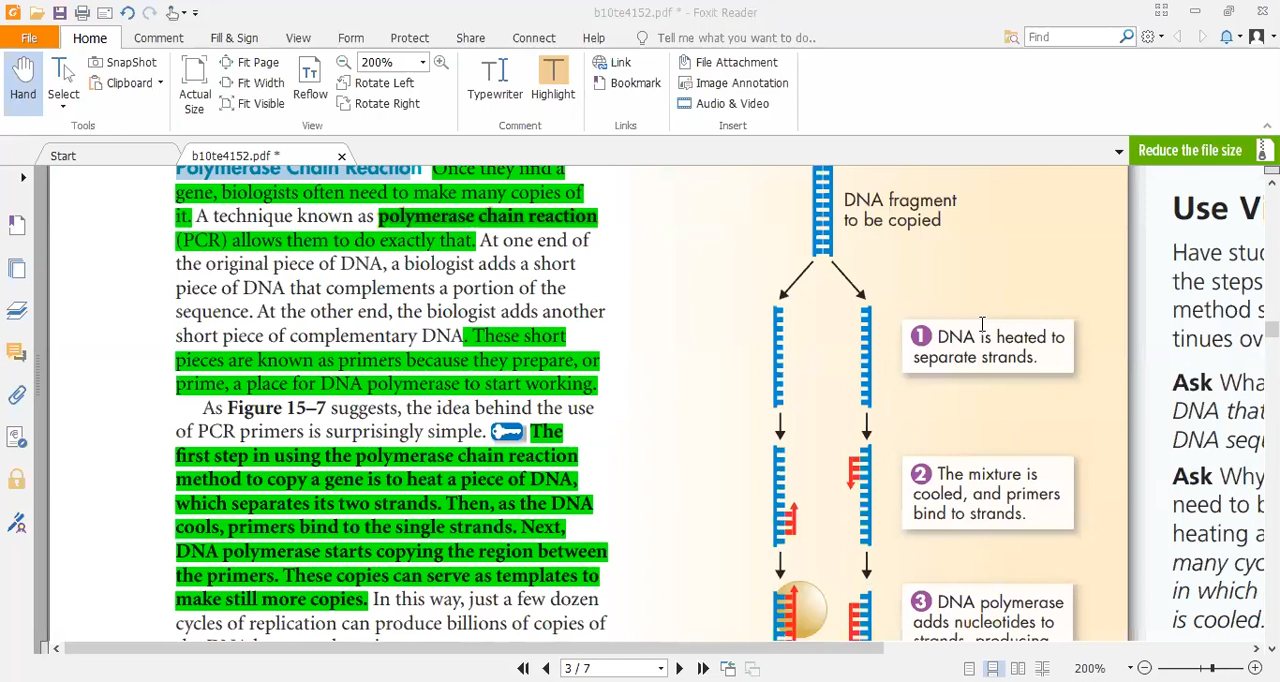 b10te4152.pdf * - Foxit Reader
File Home Comment Fill & Sign View Form Protect Share Connect Help Tell me what you want to do.. Find
Hand
Select
SnapShot
Clipboard
Tools
Actual Size
Fit Page
Fit Width
Fit Visible
Reflow
200%
Rotate Left
Rotate Right
View
Typewriter
Highlight
Comment
Link
Bookmark
Links
File Attachment
Image Annotation
Audio & Video
Insert
Start
b10te4152.pdf *
Reduce the file size
Polymerase Chain Reaction Once they find a
gene, biologists often need to make many copies of
it. A technique known as polymerase chain reaction
(PCR) allows them to do exactly that. At one end of
the original piece of DNA, a biologist adds a short
piece of DNA that complements a portion of the
sequence. At the other end, the biologist adds another
short piece of complementary DNA. These short
pieces are known as primers because they prepare, or
prime, a place for DNA polymerase to start working.
As Figure 15–7 suggests, the idea behind the use
of PCR primers is surprisingly simple. The
first step in using the polymerase chain reaction
method to copy a gene is to heat a piece of DNA,
which separates its two strands. Then, as the DNA
cools, primers bind to the single strands. Next,
DNA polymerase starts copying the region between
the primers. These copies can serve as templates to
make still more copies. In this way, just a few dozen
cycles of replication can produce billions of copies of
DNA fragment
to be copied
1 DNA is heated to
separate strands.
2 The mixture is
cooled, and primers
bind to strands.
3 DNA polymerase
adds nucleotides to
strands, producing
Use Vi
Have stud
the steps
method s
tinues ov
Ask Wha
DNA that
DNA sequ
Ask Why
need to b
heating a
many cyc
in which
is cooled.
3 / 7
200%